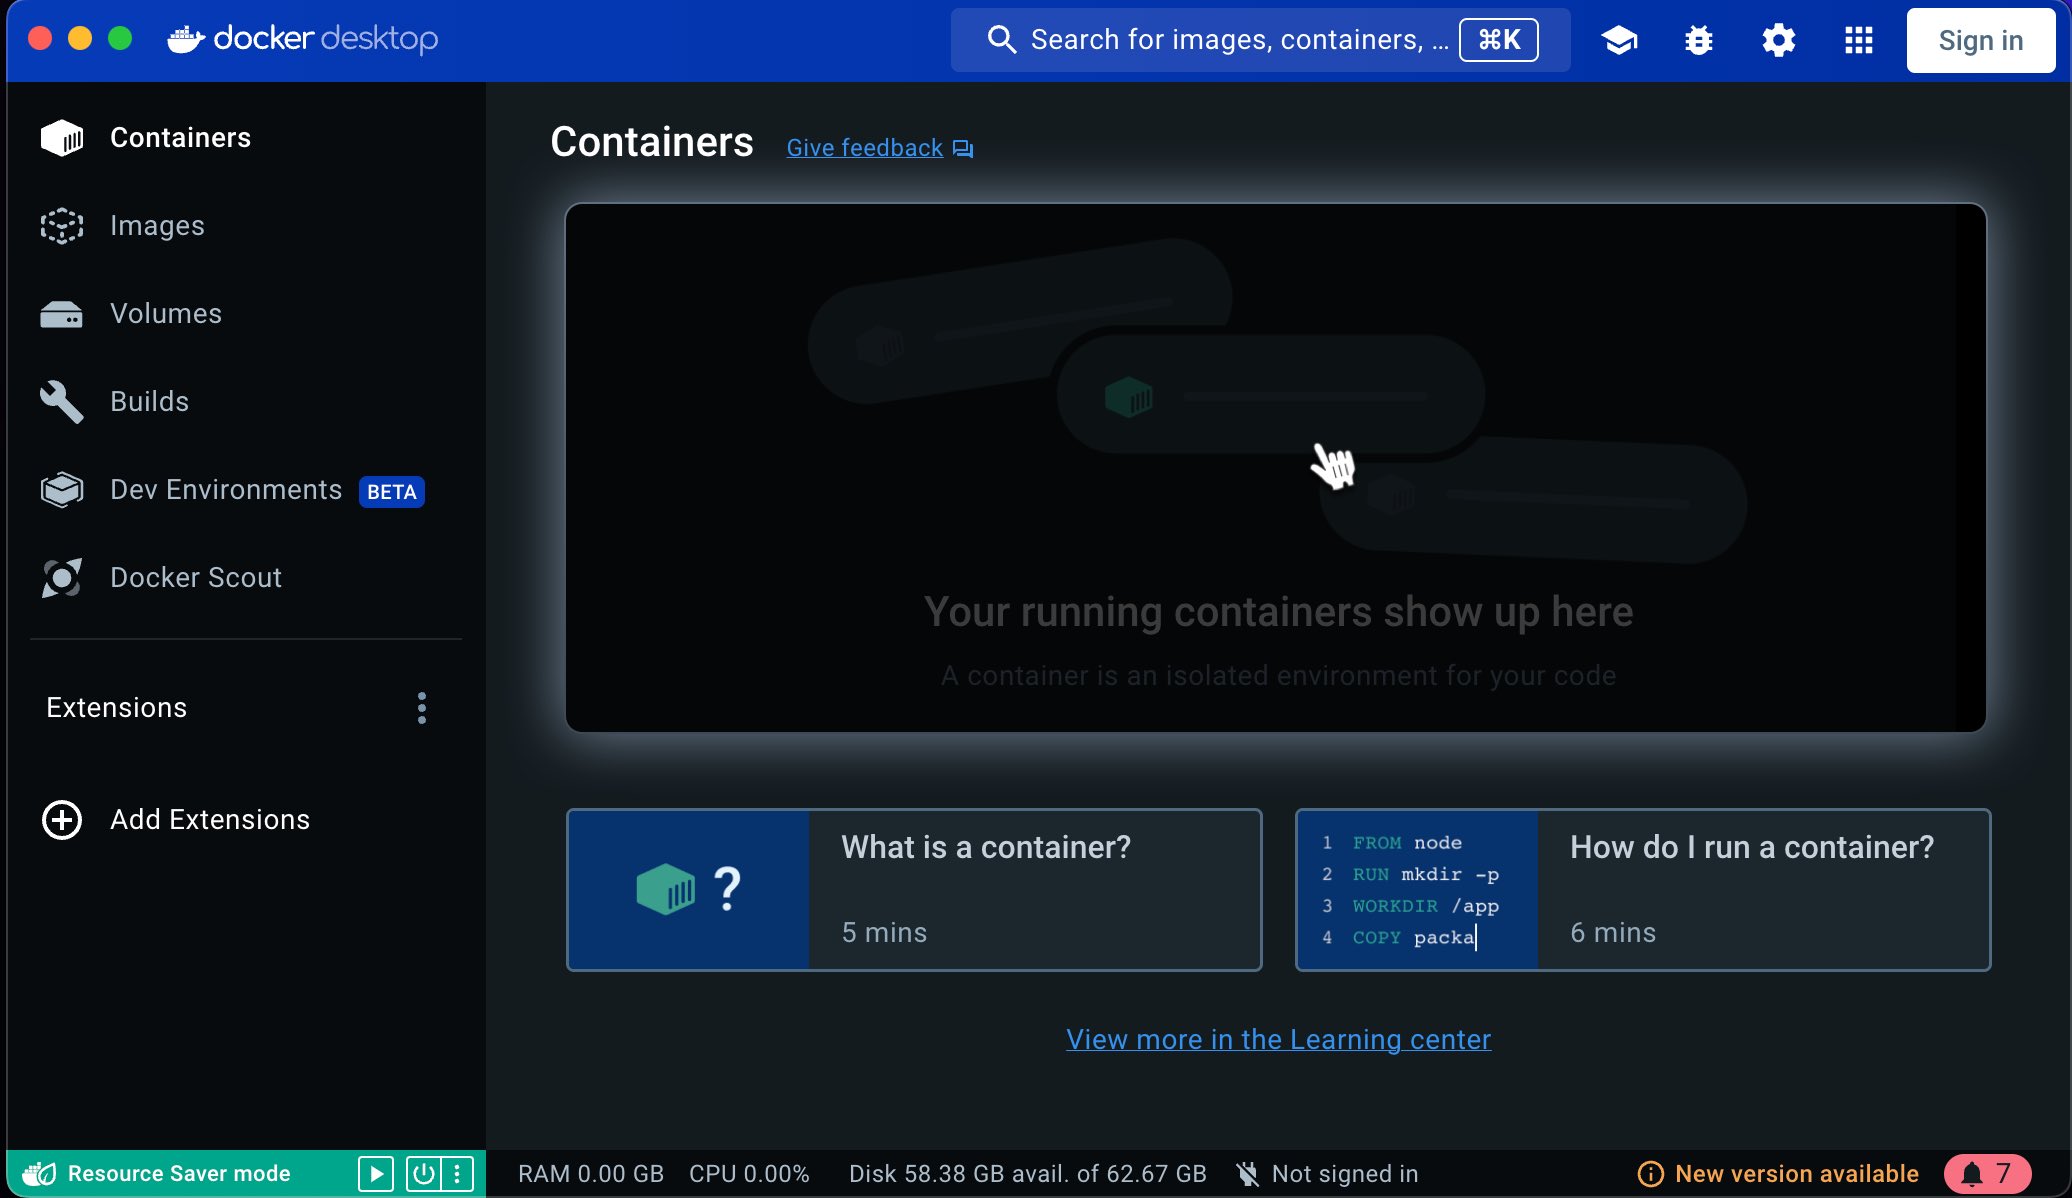 docker desktop
Search for images, containers, ... ⌘K
Sign in
Containers
Images
Volumes
Builds
Dev Environments BETA
Docker Scout
Extensions
Add Extensions
Containers Give feedback
Your running containers show up here
A container is an isolated environment for your code
?
What is a container?
5 mins
1 FROM node
2 RUN mkdir -p
3 WORKDIR /app
4 COPY packa
How do I run a container?
6 mins
View more in the Learning center
Resource Saver mode
RAM 0.00 GB CPU 0.00% Disk 58.38 GB avail. of 62.67 GB Not signed in
New version available 7